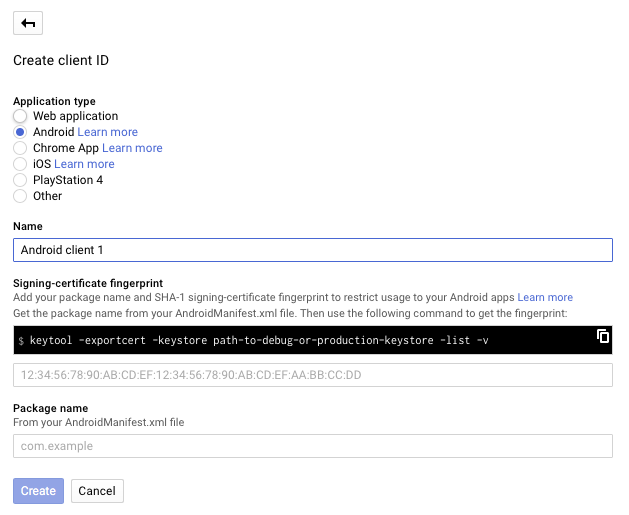 Create client ID
Application type
Web application
Android Learn more
Chrome App Learn more
iOS Learn more
PlayStation 4
Other
Name
Android client 1
Signing-certificate fingerprint
Add your package name and SHA-1 signing-certificate fingerprint to restrict usage to your Android apps Learn more
Get the package name from your AndroidManifest.xml file. Then use the following command to get the fingerprint:
$ keytool -exportcert -keystore path-to-debug-or-production-keystore -list -v
12:34:56:78:90:AB:CD:EF:12:34:56:78:90:AB:CD:EF:AA:BB:CC:DD
Package name
From your AndroidManifest.xml file
com.example
Create Cancel